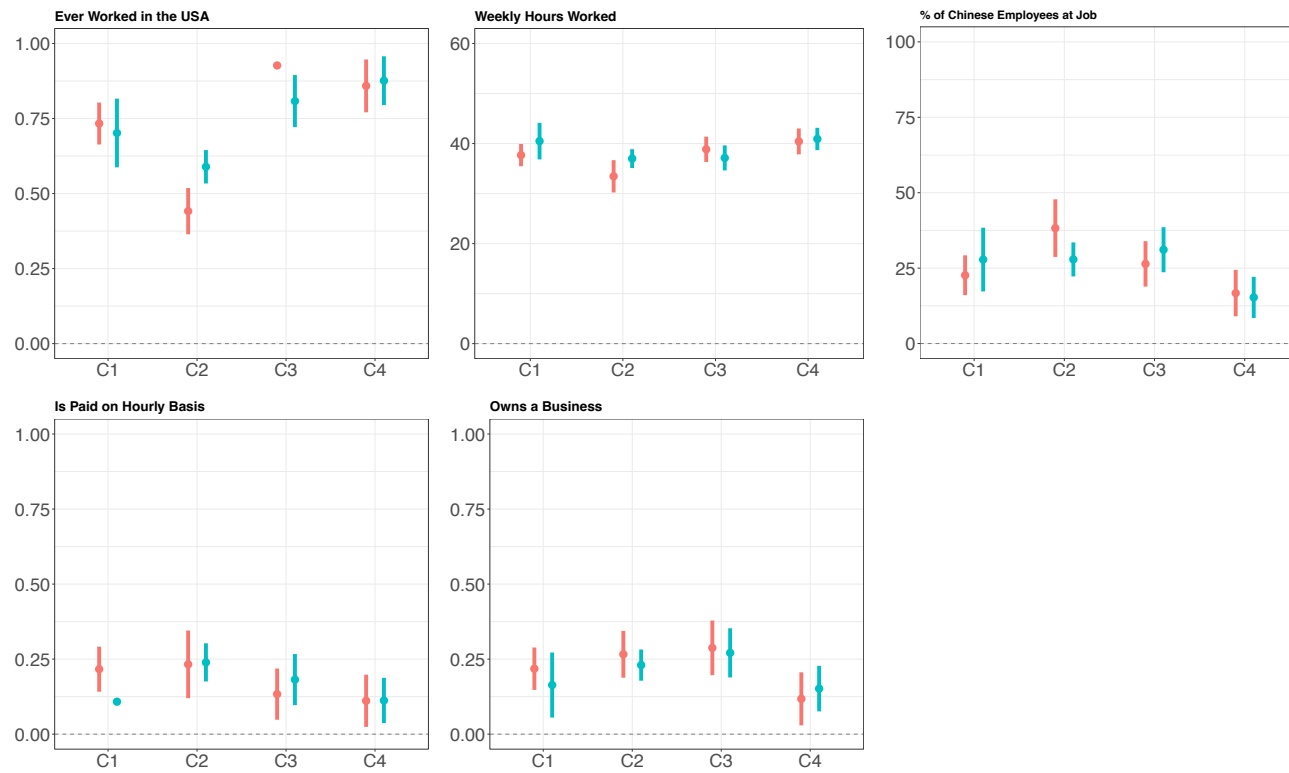 Ever Worked in the USA
1.00
0.75
0.50
0.25
0.00
C1 C2 C3 C4
Weekly Hours Worked
60
40
20
0
C1 C2 C3 C4
% of Chinese Employees at Job
100
75
50
25
0
C1 C2 C3 C4
Is Paid on Hourly Basis
1.00
0.75
0.50
0.25
0.00
C1 C2 C3 C4
Owns a Business
1.00
0.75
0.50
0.25
0.00
C1 C2 C3 C4